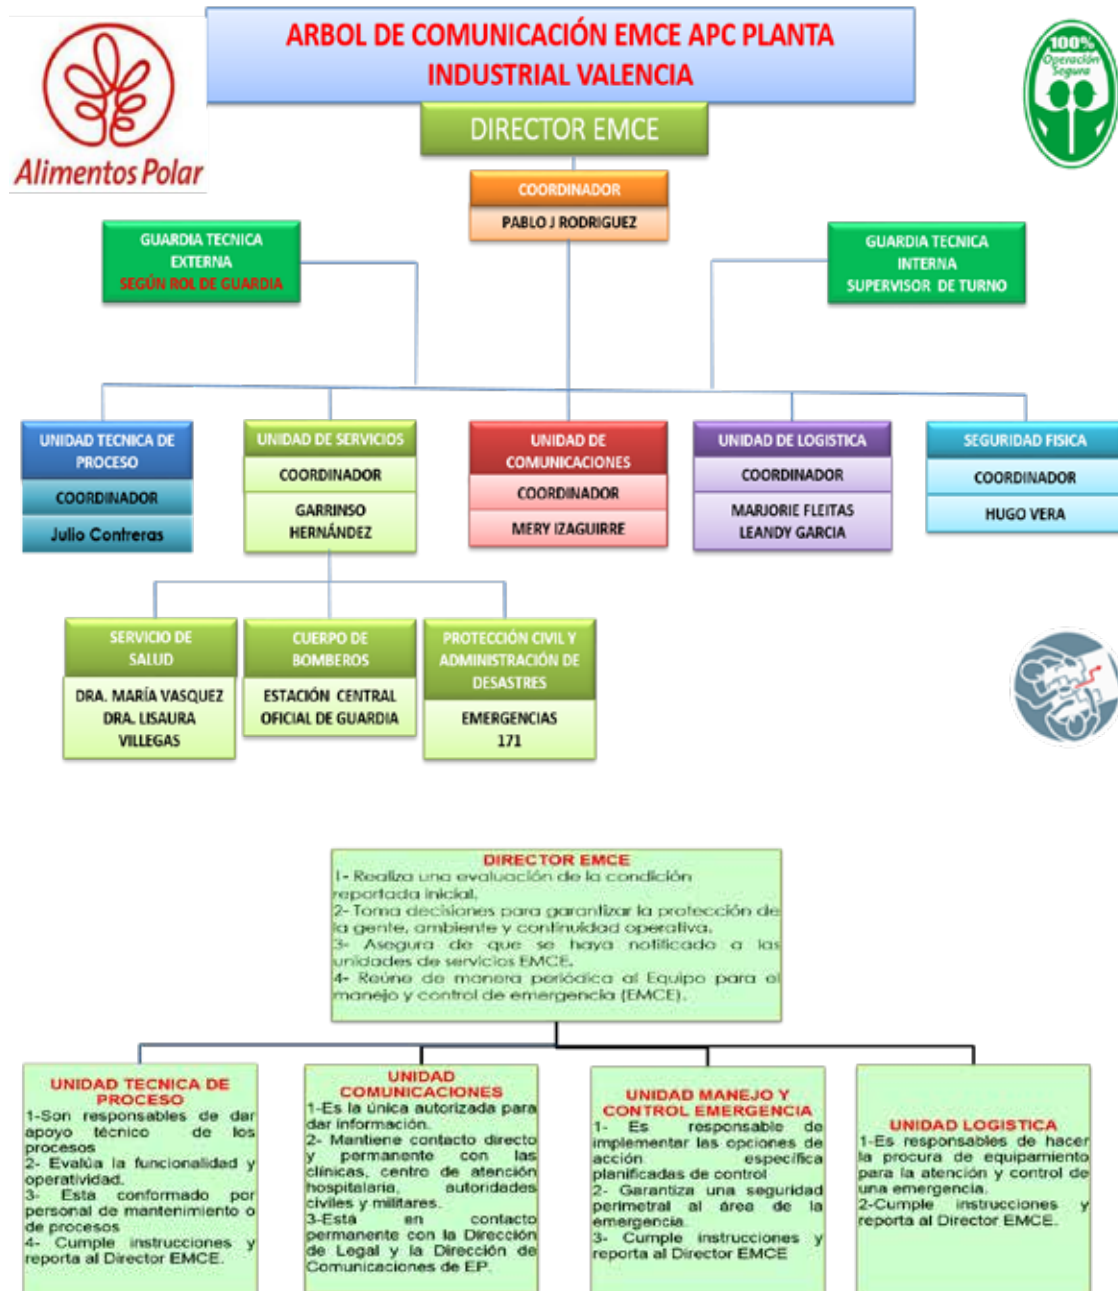 ARBOL DE COMUNICACIÓN EMCE APC PLANTA
INDUSTRIAL VALENCIA
Alimentos Polar
100%
Operación
Segura
DIRECTOR EMCE
COORDINADOR
PABLO J RODRIGUEZ
GUARDIA TECNICA
EXTERNA
SEGÚN ROL DE GUARDIA
GUARDIA TECNICA
INTERNA
SUPERVISOR DE TURNO
UNIDAD TECNICA DE
PROCESO
COORDINADOR
Julio Contreras
UNIDAD DE SERVICIOS
COORDINADOR
GARRINSO
HERNÁNDEZ
UNIDAD DE
COMUNICACIONES
COORDINADOR
MERY IZAGUIRRE
UNIDAD DE LOGISTICA
COORDINADOR
MARJORIE FLEITAS
LEANDY GARCIA
SEGURIDAD FISICA
COORDINADOR
HUGO VERA
SERVICIO DE
SALUD
DRA. MARÍA VASQUEZ
DRA. LISAURA
VILLEGAS
CUERPO DE
BOMBEROS
ESTACIÓN CENTRAL
OFICIAL DE GUARDIA
PROTECCIÓN CIVIL Y
ADMINISTRACIÓN DE
DESASTRES
EMERGENCIAS
171
DIRECTOR EMCE
1- Realiza una evaluación de la condición
reportada inicial.
2- Toma decisiones para garantizar la protección de
la gente, ambiente y continuidad operativa.
3- Asegura de que se haya notificado a las
unidades de servicios EMCE.
4- Reúne de manera periódica al Equipo para el
manejo y control de emergencia (EMCE).
UNIDAD TECNICA DE
PROCESO
1-Son responsables de dar
apoyo técnico de los
procesos
2- Evalúa la funcionalidad y
operatividad.
3- Esta conformado por
personal de mantenimiento o
de procesos
4- Cumple instrucciones y
reporta al Director EMCE.
UNIDAD
COMUNICACIONES
1-Es la única autorizada para
dar información.
2- Mantiene contacto directo
y permanente con las
clínicas, centro de atención
hospitalaria, autoridades
civiles y militares.
3-Está en contacto
permanente con la Dirección
de Legal y la Dirección de
Comunicaciones de EP.
UNIDAD MANEJO Y
CONTROL EMERGENCIA
1- Es responsable de
implementar las opciones de
acción específica
planificadas de control
2- Garantiza una seguridad
perimetral al área de la
emergencia.
3- Cumple instrucciones y
reporta al Director EMCE
UNIDAD LOGISTICA
1-Es responsables de hacer
la procura de equipamiento
para la atención y control de
una emergencia.
2-Cumple instrucciones y
reporta al Director EMCE.